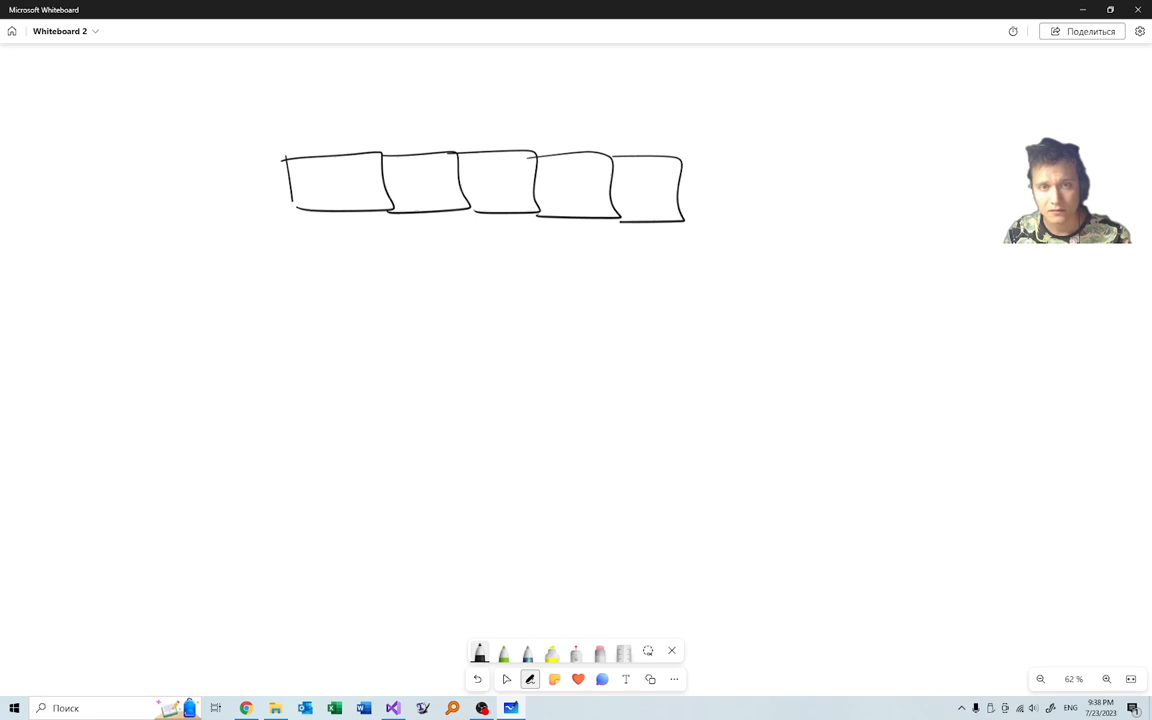 Microsoft Whiteboard
Whiteboard 2
Поделиться
62 %
Поиск
ENG
9:38 PM
7/23/2023